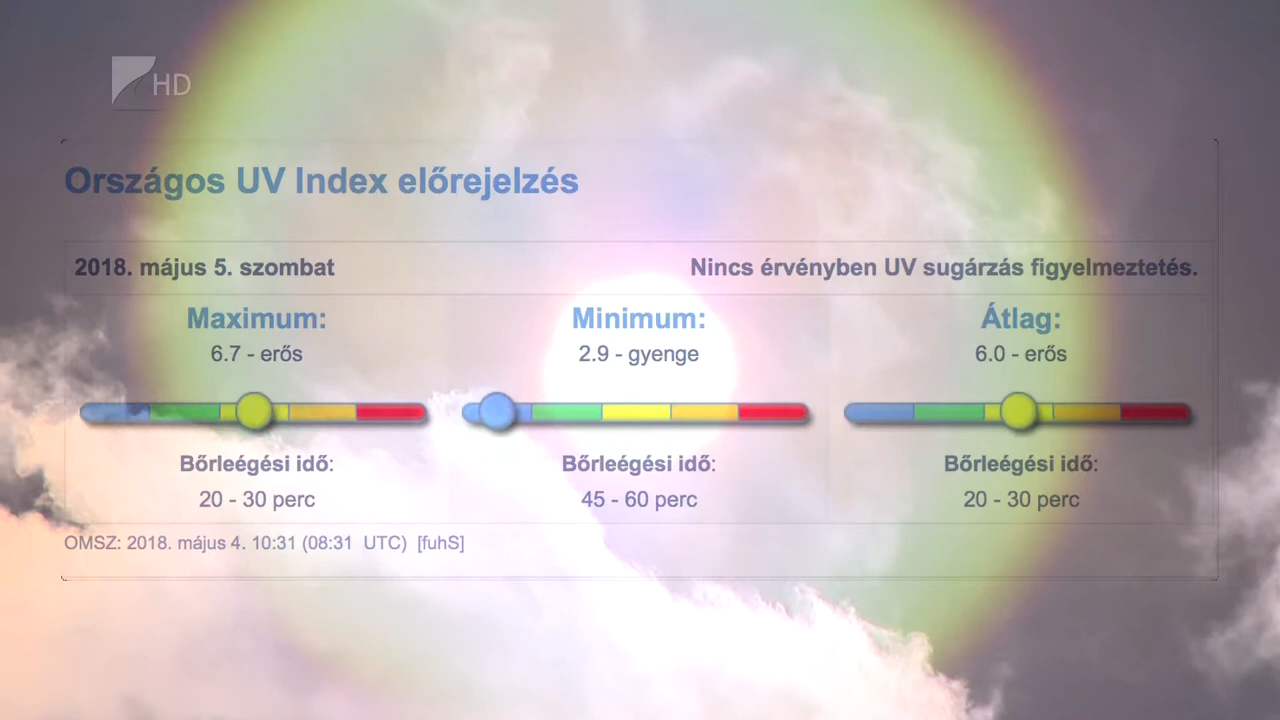 HD
Országos UV Index előrejelzés
2018. május 5. szombat Nincs érvényben UV sugárzás figyelmeztetés.
Maximum: Minimum: Átlag:
6.7 - erős 2.9 - gyenge 6.0 - erős
Bőrleégési idő: Bőrleégési idő: Bőrleégési idő:
20 - 30 perc 45 - 60 perc 20 - 30 perc
OMSZ: 2018. május 4. 10:31 (08:31 UTC) [fuhS]